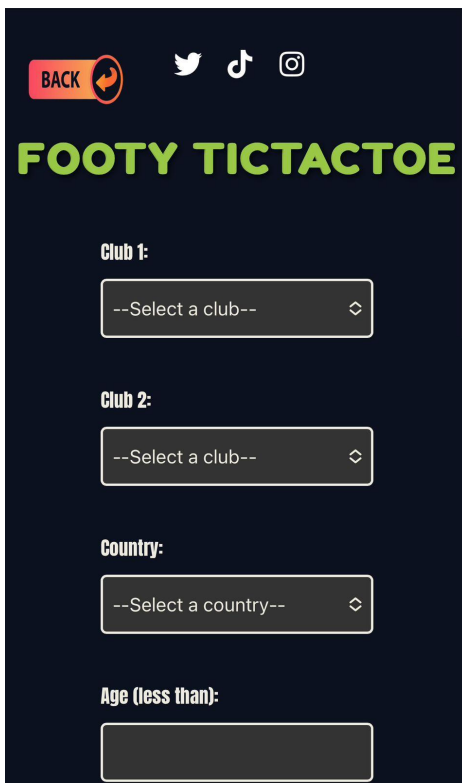 BACK
FOOTY TICTACTOE
Club 1:
--Select a club--
Club 2:
--Select a club--
Country:
--Select a country--
Age (less than):